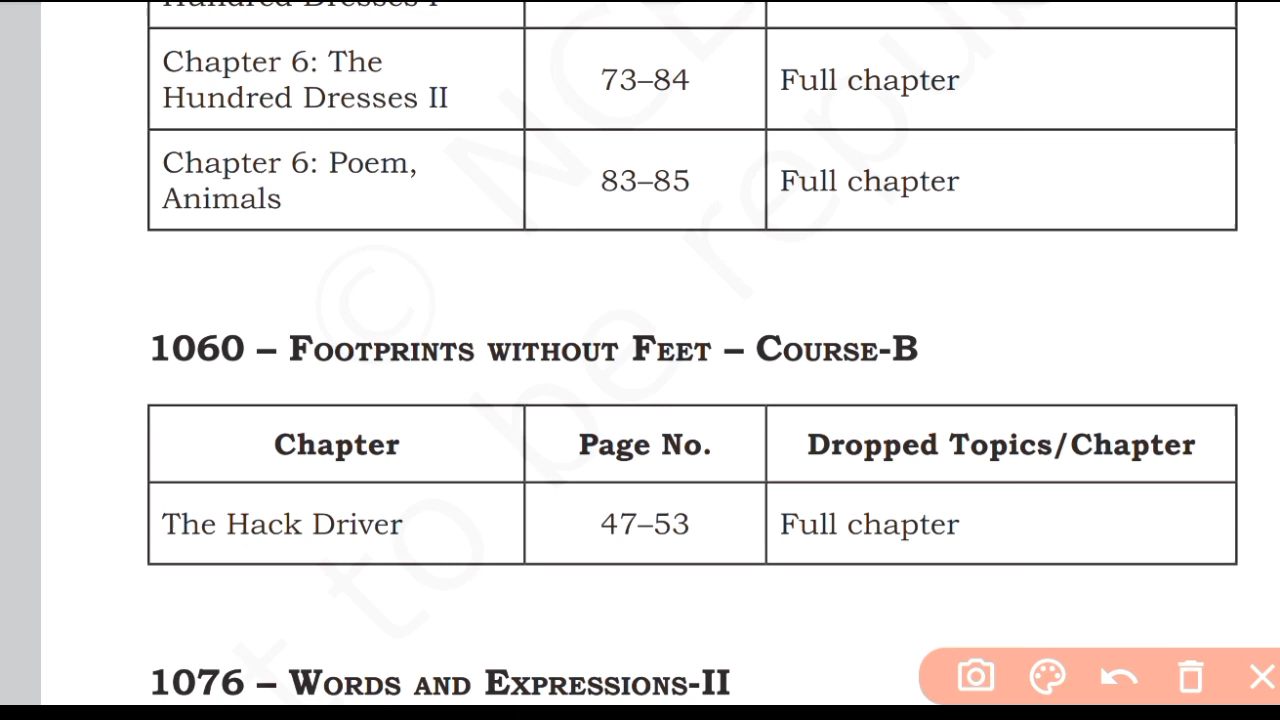 Hundred Dresses I
Chapter 6: The
Hundred Dresses II
73–84
Full chapter
Chapter 6: Poem,
Animals
83–85
Full chapter
1060 – Footprints without Feet – Course-B
Chapter
Page No.
Dropped Topics/Chapter
The Hack Driver
47–53
Full chapter
1076 – Words and Expressions-II